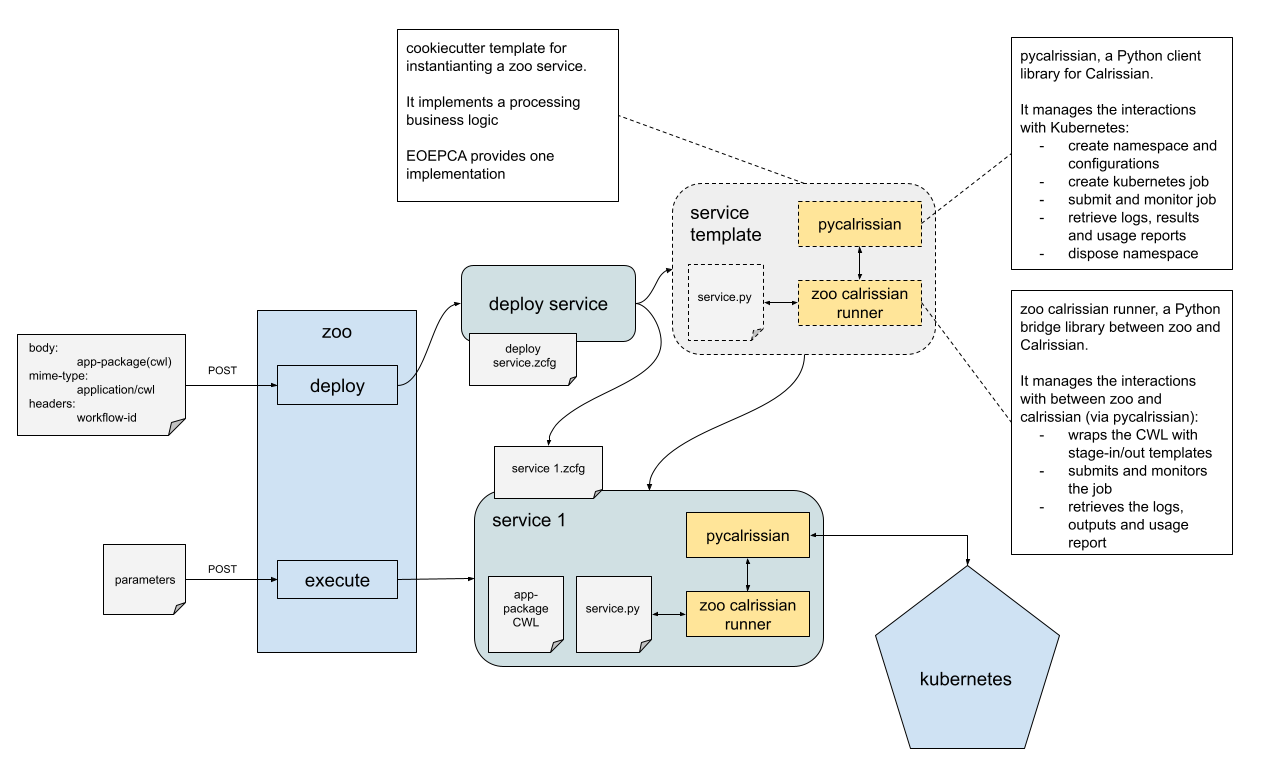 cookiecutter template for
instantianting a zoo service.
It implements a processing
business logic
EOEPCA provides one
implementation
pycalrissian, a Python client
library for Calrissian.
It manages the interactions
with Kubernetes:
- create namespace and
configurations
- create kubernetes job
- submit and monitor job
- retrieve logs, results
and usage reports
- dispose namespace
service
template
pycalrissian
service.py
zoo calrissian
runner
deploy service
deploy
service.zcfg
zoo
body:
app-package(cwl)
mime-type:
application/cwl
headers:
workflow-id
POST
deploy
zoo calrissian runner, a Python
bridge library between zoo and
Calrissian.
It manages the interactions
with between zoo and
calrissian (via pycalrissian):
- wraps the CWL with
stage-in/out templates
- submits and monitors
the job
- retrieves the logs,
outputs and usage
report
service 1.zcfg
service 1
pycalrissian
parameters
POST
execute
app-
package
CWL
service.py
zoo calrissian
runner
kubernetes